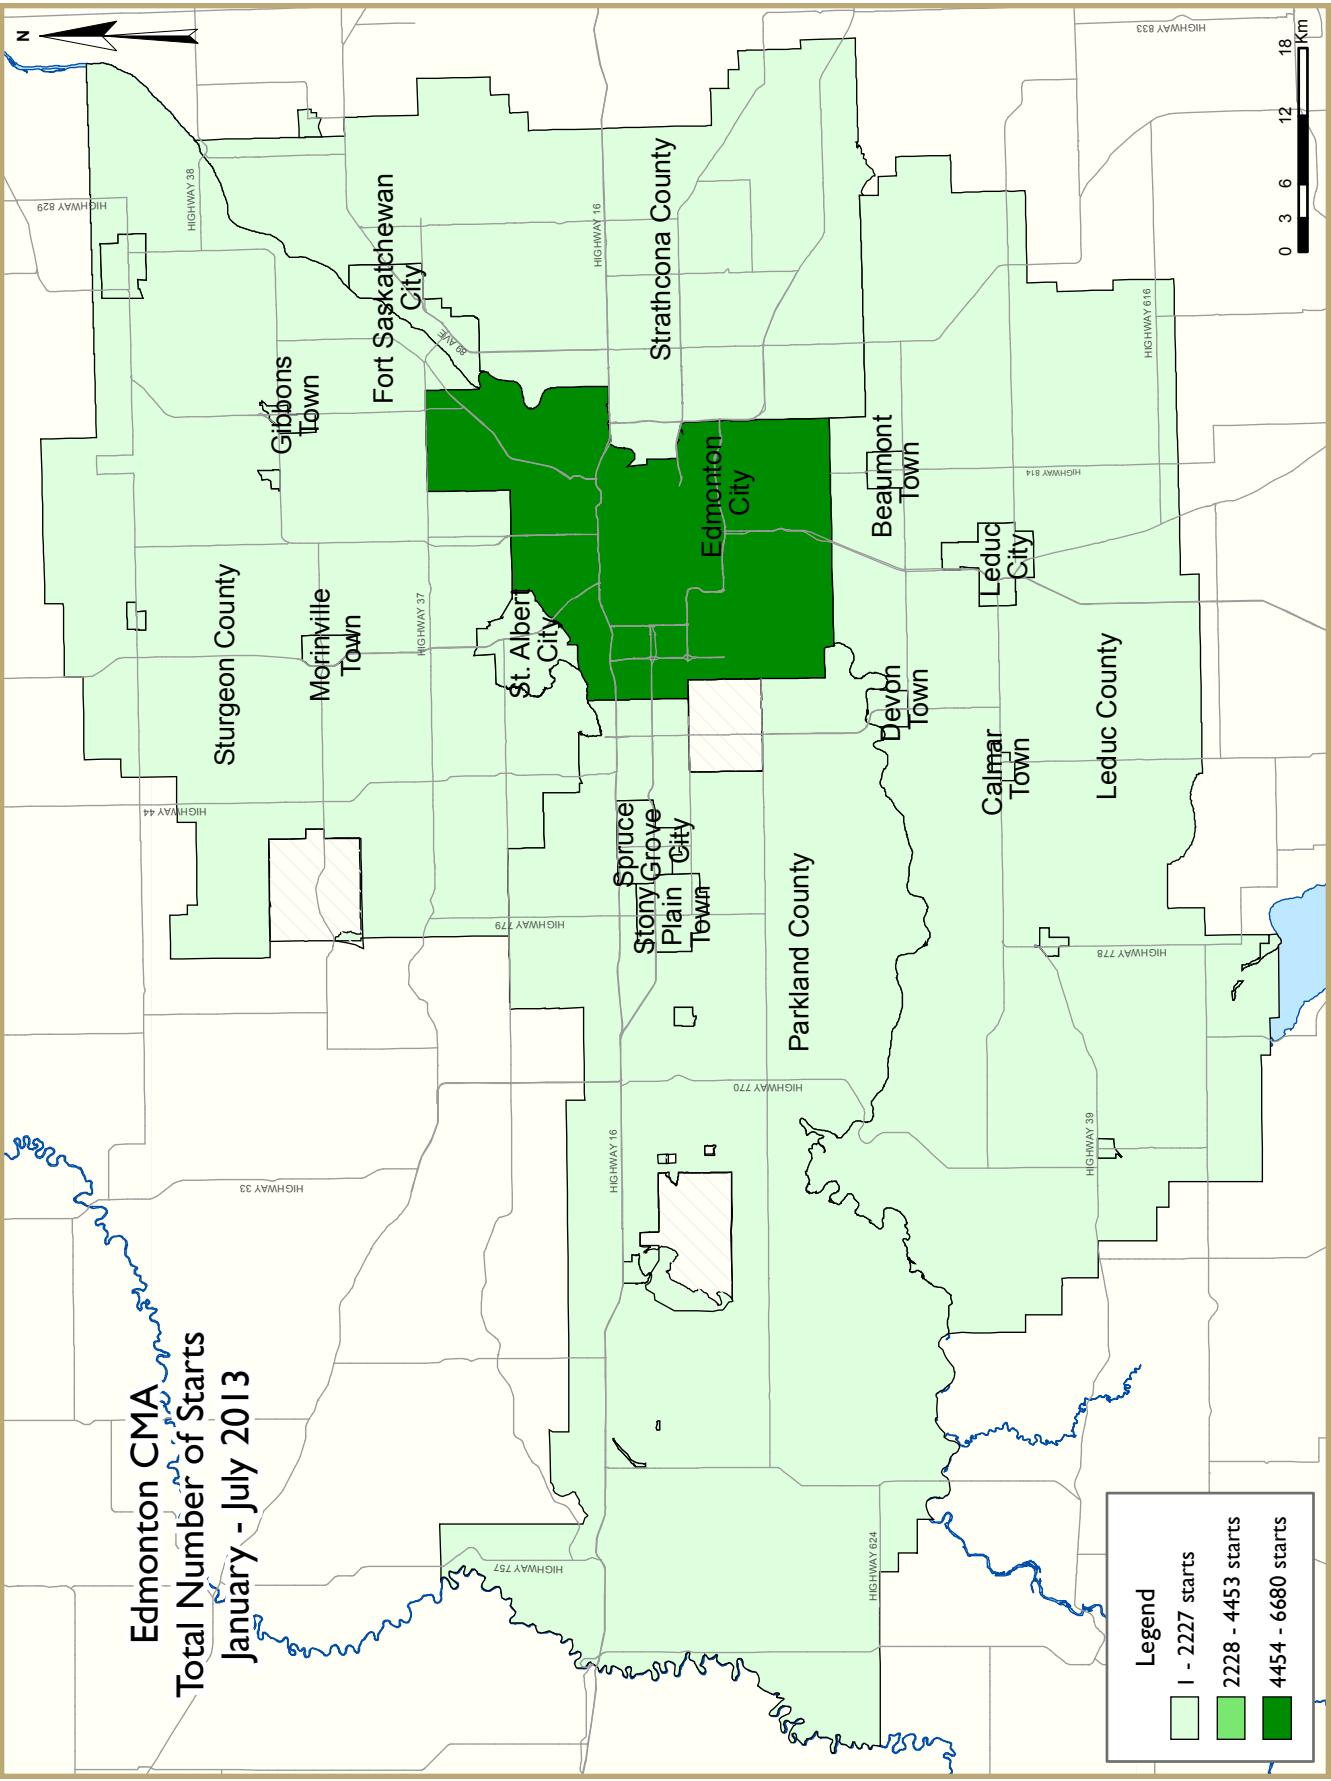 Edmonton CMA
Total Number of Starts
January - July 2013
N
HIGHWAY 829
HIGHWAY 38
HIGHWAY 833
Gibbons
Town
Fort Saskatchewan
City
89 AVE
HIGHWAY 16
Strathcona County
Sturgeon County
Morinville
Town
HIGHWAY 37
St. Albert
City
HIGHWAY 44
HIGHWAY 779
Edmonton
City
Beaumont
Town
HIGHWAY 814
HIGHWAY 616
Leduc
City
Devon
Town
Calmar
Town
Leduc County
Spruce
Grove
City
Stony
Plain
Town
Parkland County
HIGHWAY 770
HIGHWAY 778
HIGHWAY 39
HIGHWAY 16
HIGHWAY 33
HIGHWAY 757
HIGHWAY 624
Legend
1 - 2227 starts
2228 - 4453 starts
4454 - 6680 starts
0 3 6 12 18
Km